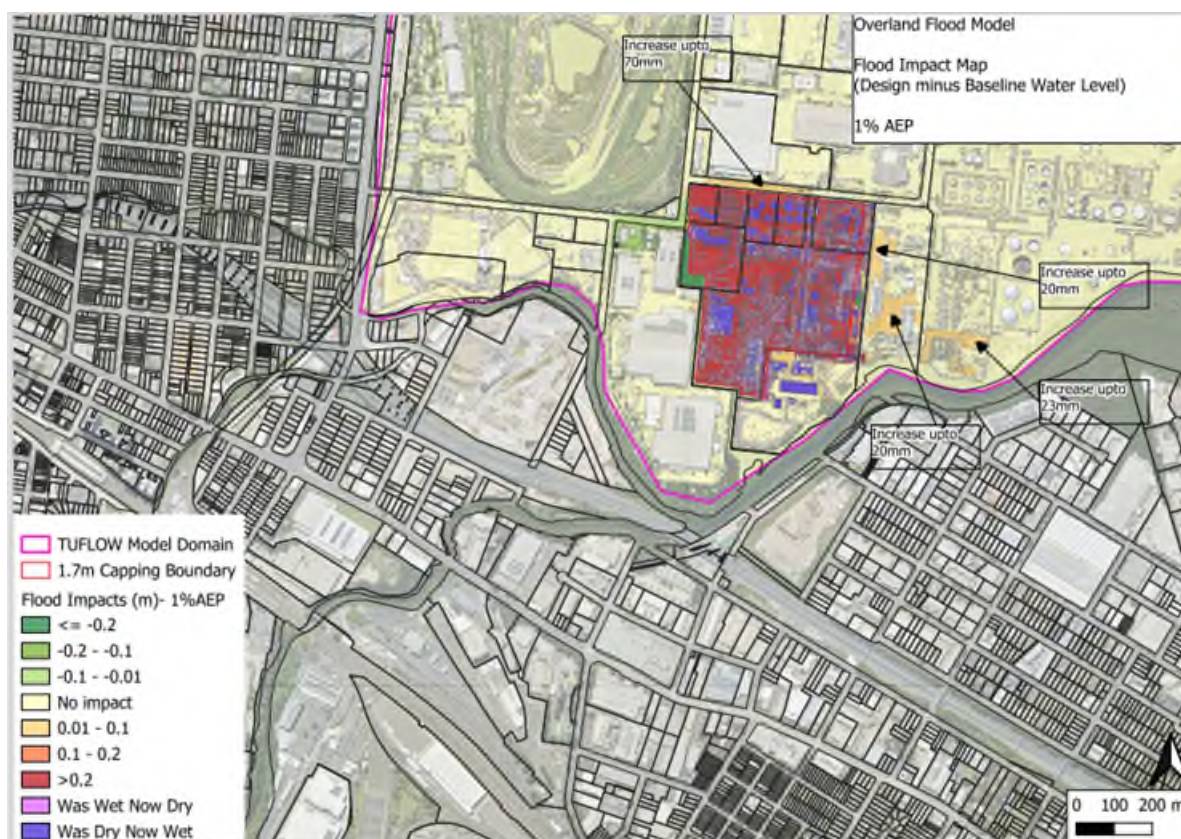 Overland Flood Model
Flood Impact Map
(Design minus Baseline Water Level)
1% AEP
Increase upto
70mm
Increase upto
20mm
Increase upto
23mm
Increase upto
20mm
TUFLOW Model Domain
1.7m Capping Boundary
Flood Impacts (m)- 1%AEP
<= -0.2
-0.2 - -0.1
-0.1 - -0.01
No impact
0.01 - 0.1
0.1 - 0.2
>0.2
Was Wet Now Dry
Was Dry Now Wet
0 100 200 m